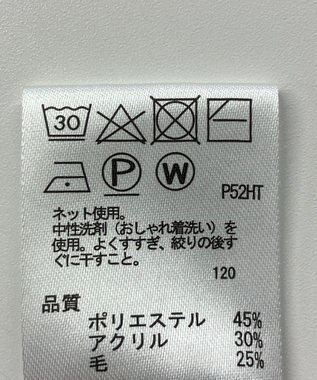 30
P W
P52HT
ネット使用。
中性洗剤（おしゃれ着洗い）を
使用。よくすすぎ、絞りの後す
ぐに干すこと。
120
品質
ポリエステル 45%
アクリル 30%
毛 25%